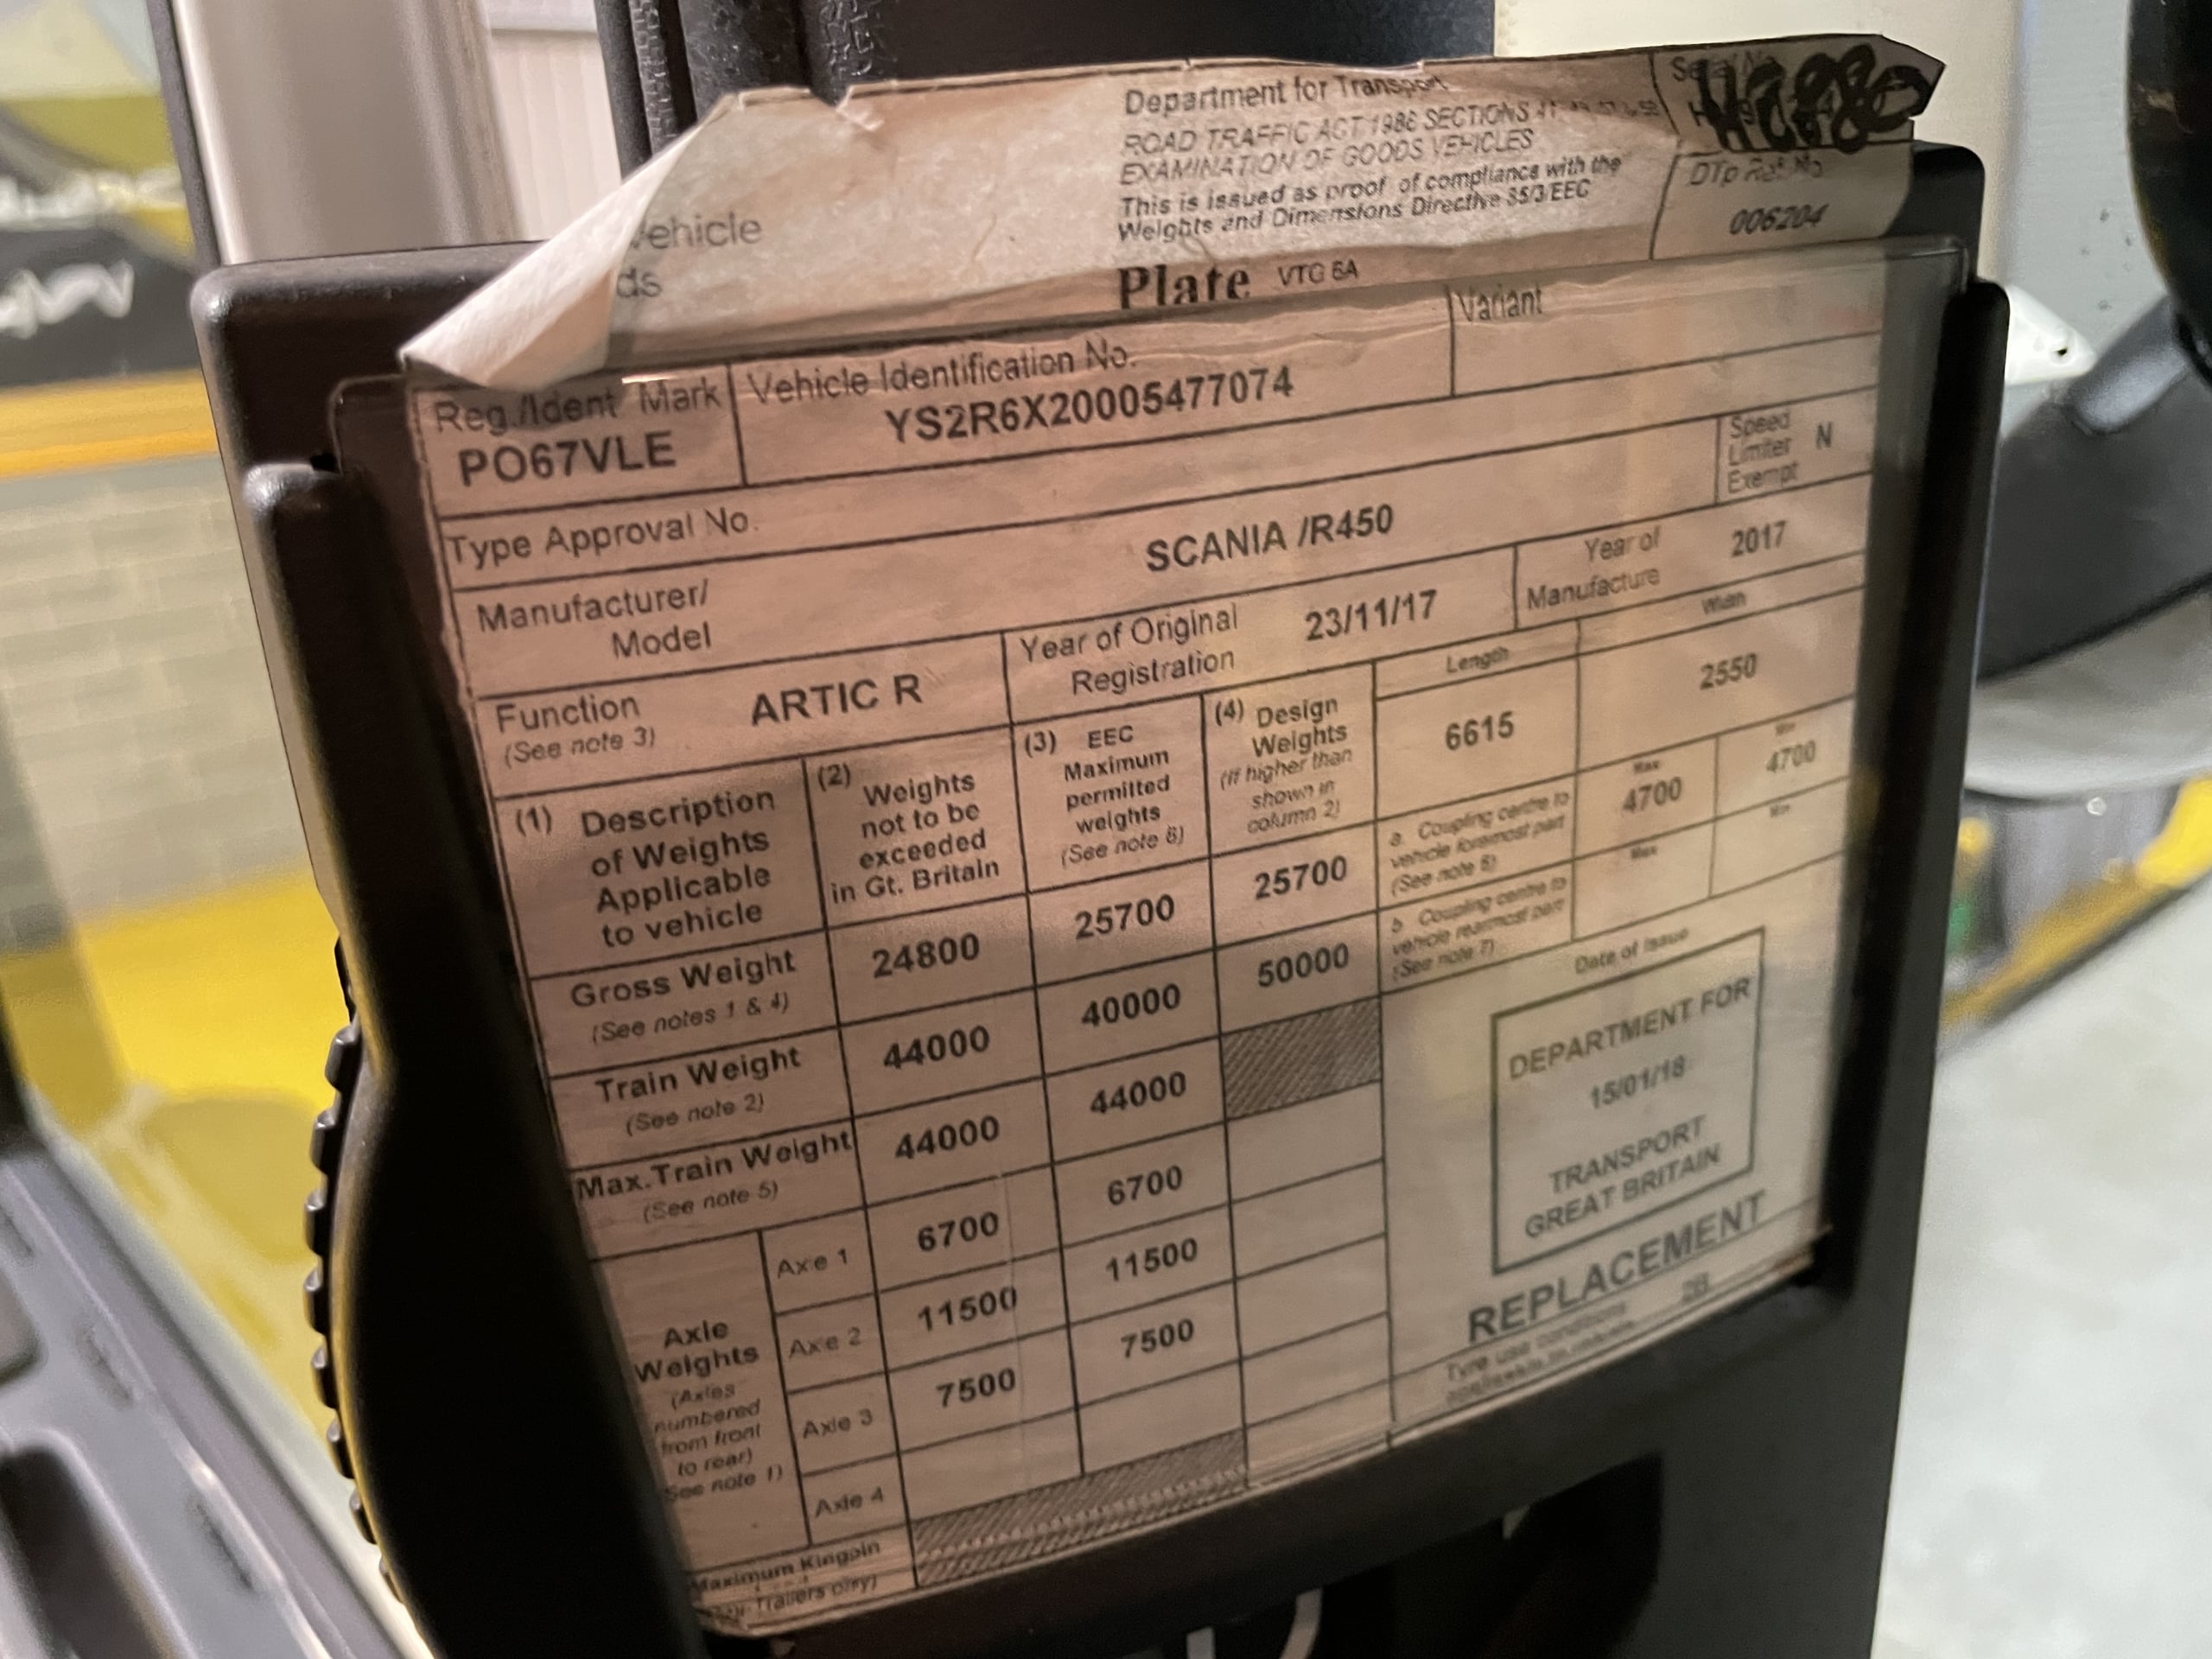 Department for Transport
ROAD TRAFFIC ACT 1988 SECTIONS 41
EXAMINATION OF GOODS VEHICLES
This is issued as proof of compliance with the
Weights and Dimensions Directive 85/3/EEC
Plate VTG 6A
Serial No.
DTp Ref No
006204
ehicle
ds
Reg./Ident Mark
PO67VLE
Vehicle Identification No.
YS2R6X20005477074
Variant
Type Approval No.
Speed
Limiter
Exempt
N
Manufacturer/
Model
SCANIA /R450
Year of
Manufacture
2017
Function
(See note 3)
ARTIC R
Year of Original
Registration
23/11/17
Length
6615
Width
2550
(1) Description
of Weights
Applicable
to vehicle
(2) Weights
not to be
exceeded
in Gt. Britain
(3) EEC
Maximum
permitted
weights
(See note 6)
(4) Design
Weights
(if higher than
shown in
column 2)
a. Coupling centre to
vehicle foremost part
(See note 6)
Max
4700
Min
4700
b Coupling centre to
vehicle rearmost part
(See note 7)
Max
Min
Gross Weight
(See notes 1 & 4)
24800
25700
25700
Train Weight
(See note 2)
44000
40000
50000
Max.Train Weight
(See note 5)
44000
44000
Axle
Weights
(Axles
numbered
from front
to rear)
See note 1)
Axle 1
6700
6700
Axle 2
11500
11500
Axle 3
7500
7500
Axle 4
Maximum Kingpin
Trailers only)
Date of Issue
DEPARTMENT FOR
15/01/18
TRANSPORT
GREAT BRITAIN
REPLACEMENT
Tyre use conditions